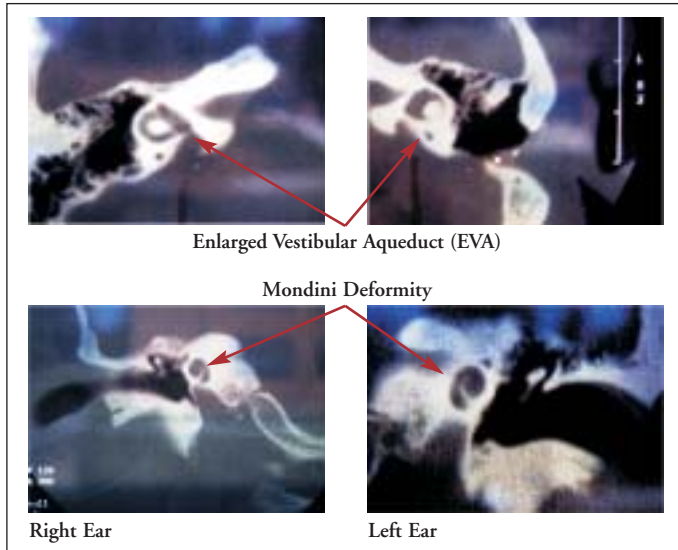 Enlarged Vestibular Aqueduct (EVA)
Mondini Deformity
Right Ear
Left Ear